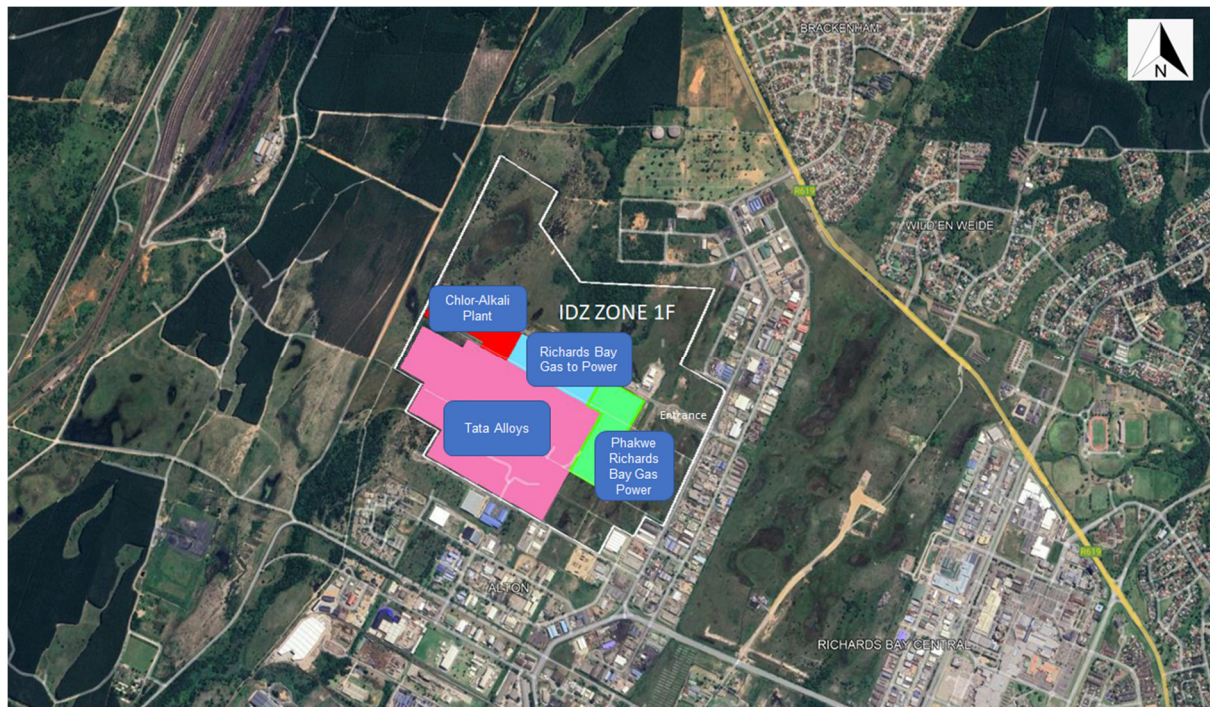 BRACKENHAM
N
R619
WILD EN WEIDE
Chlor-Alkali
Plant
IDZ ZONE 1F
Richards Bay
Gas to Power
Entrance
Tata Alloys
Phakwe
Richards
Bay Gas
Power
R619
ALTON
RICHARDS BAY CENTRAL